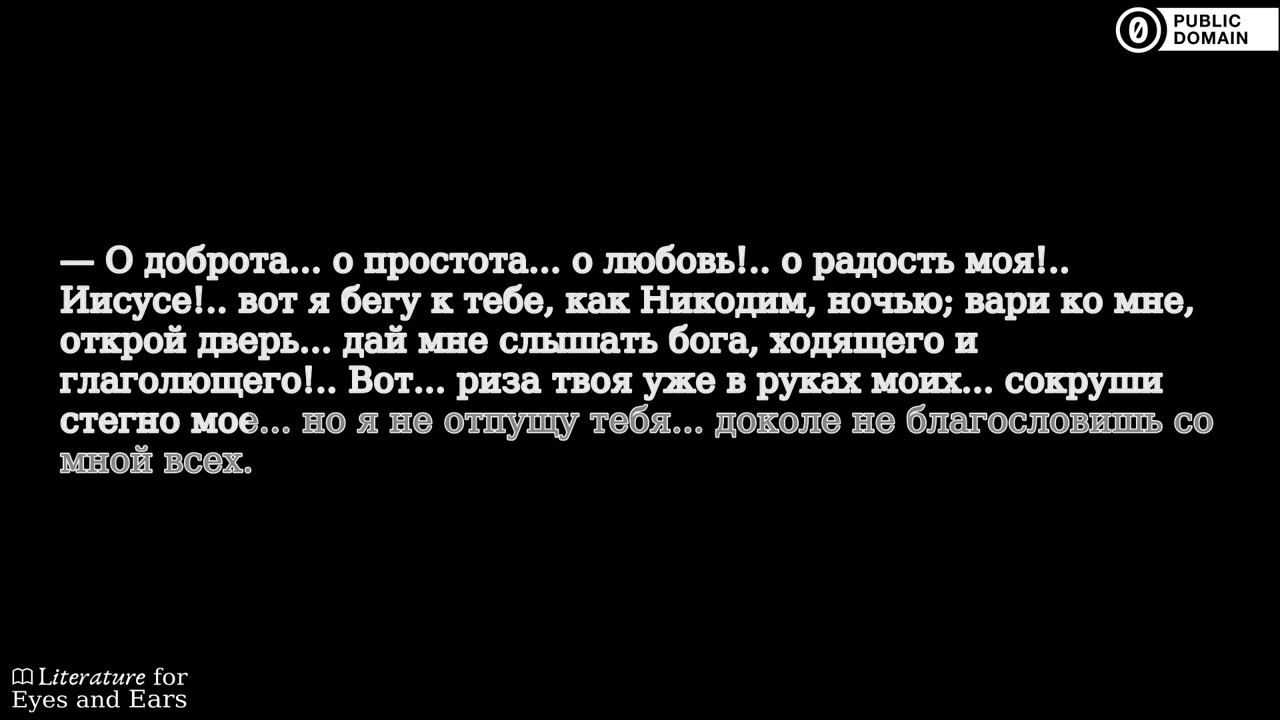 PUBLIC
DOMAIN
— О доброта... о простота... о любовь!.. о радость моя!..
Иисусе!.. вот я бегу к тебе, как Никодим, ночью; вари ко мне,
открой дверь... дай мне слышать бога, ходящего и
глаголющего!.. Вот... риза твоя уже в руках моих... сокруши
стегно мое... но я не отпущу тебя... доколе не благословишь со
мной всех.
Literature for
Eyes and Ears